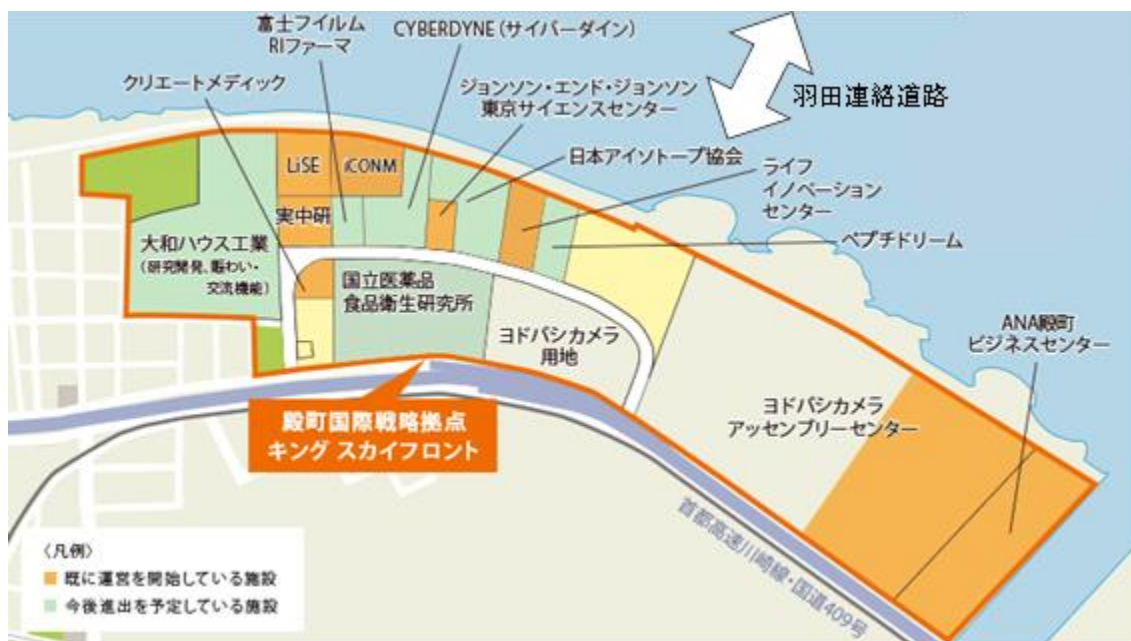 富士フイルム
RIファーマ
CYBERDYNE（サイバーダイン）
クリエートメディック
ジョンソン・エンド・ジョンソン
東京サイエンスセンター
羽田連絡道路
日本アイソトープ協会
ライフ
イノベーション
センター
LiSE
iCONM
実中研
ペプチドリーム
大和ハウス工業
（研究開発、賑わい・
交流機能）
国立医薬品
食品衛生研究所
ヨドバシカメラ
用地
ANA殿町
ビジネスセンター
ヨドバシカメラ
アッセンブリーセンター
殿町国際戦略拠点
キング スカイフロント
首都高速川崎線・国道409号
〈凡例〉
既に運営を開始している施設
今後進出を予定している施設